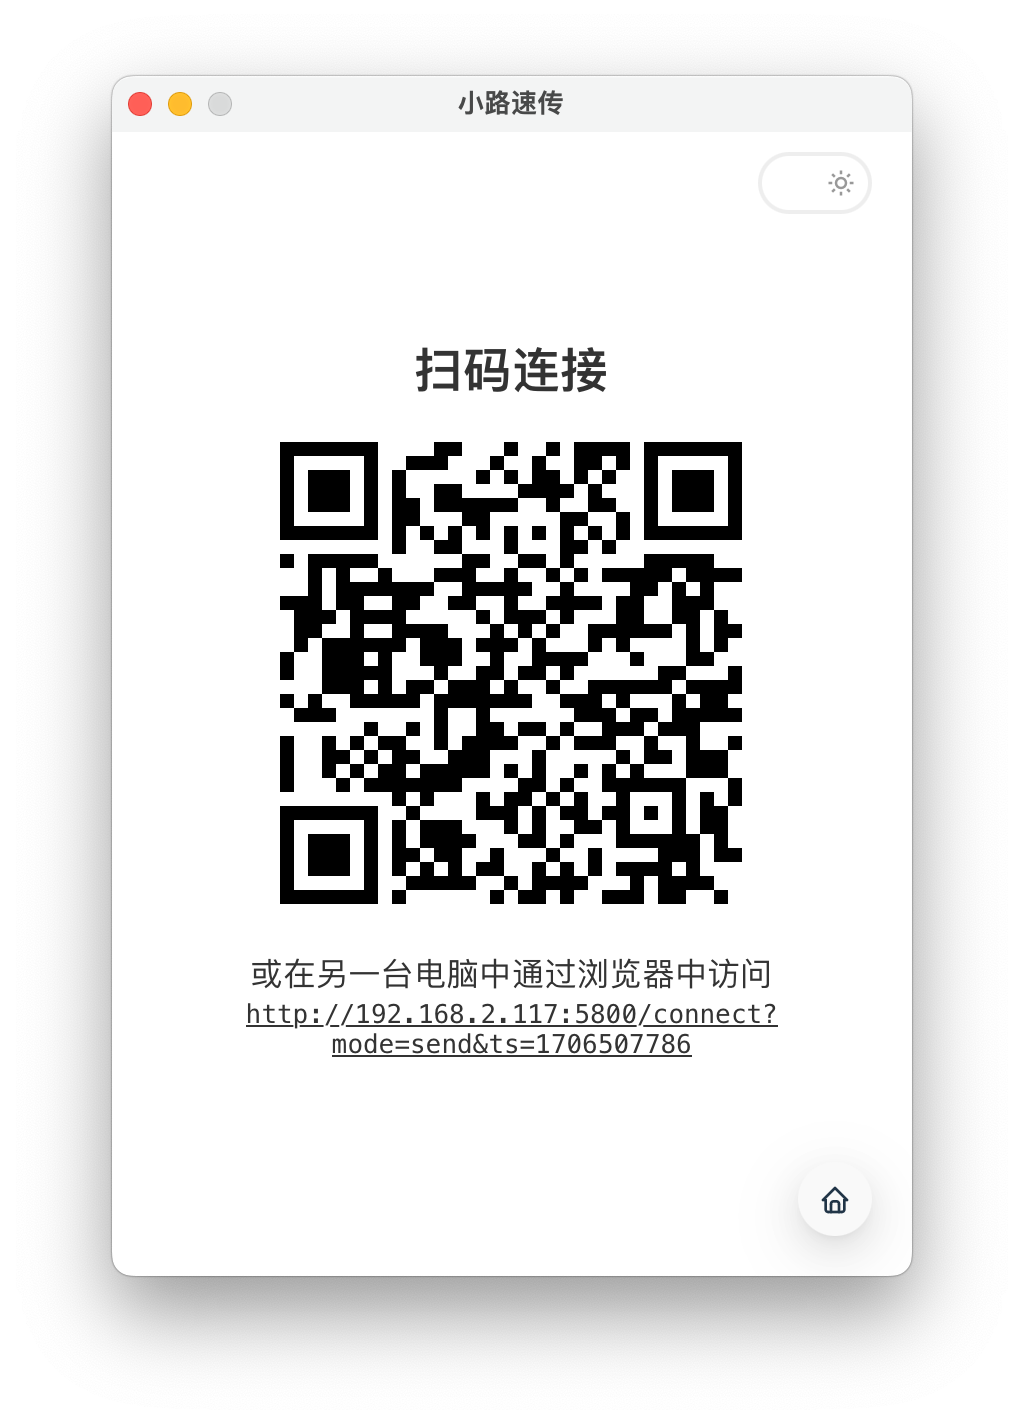 小路速传
扫码连接
或在另一台电脑中通过浏览器中访问
http://192.168.2.117:5800/connect?
mode=send&ts=1706507786